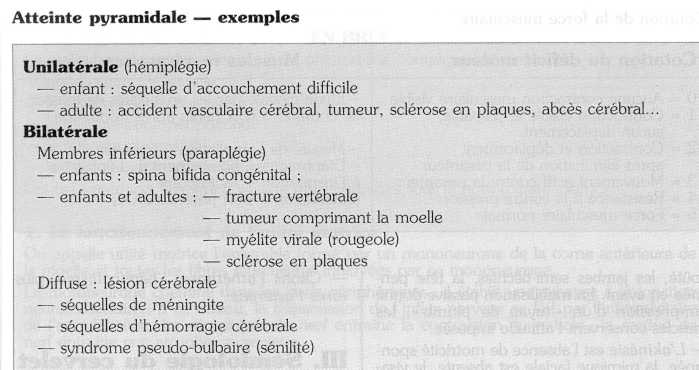 Atteinte pyramidale — exemples
Unilatérale (hémiplégie)
— enfant : séquelle d'accouchement difficile
— adulte : accident vasculaire cérébral, tumeur, sclérose en plaques, abcès cérébral...
Bilatérale
Membres inférieurs (paraplégie)
— enfants : spina bifida congénital ;
— enfants et adultes : — fracture vertébrale
— tumeur comprimant la moelle
— myélite virale (rougeole)
— sclérose en plaques
Diffuse : lésion cérébrale
— séquelles de méningite
— séquelles d'hémorragie cérébrale
— syndrome pseudo-bulbaire (sénilité)